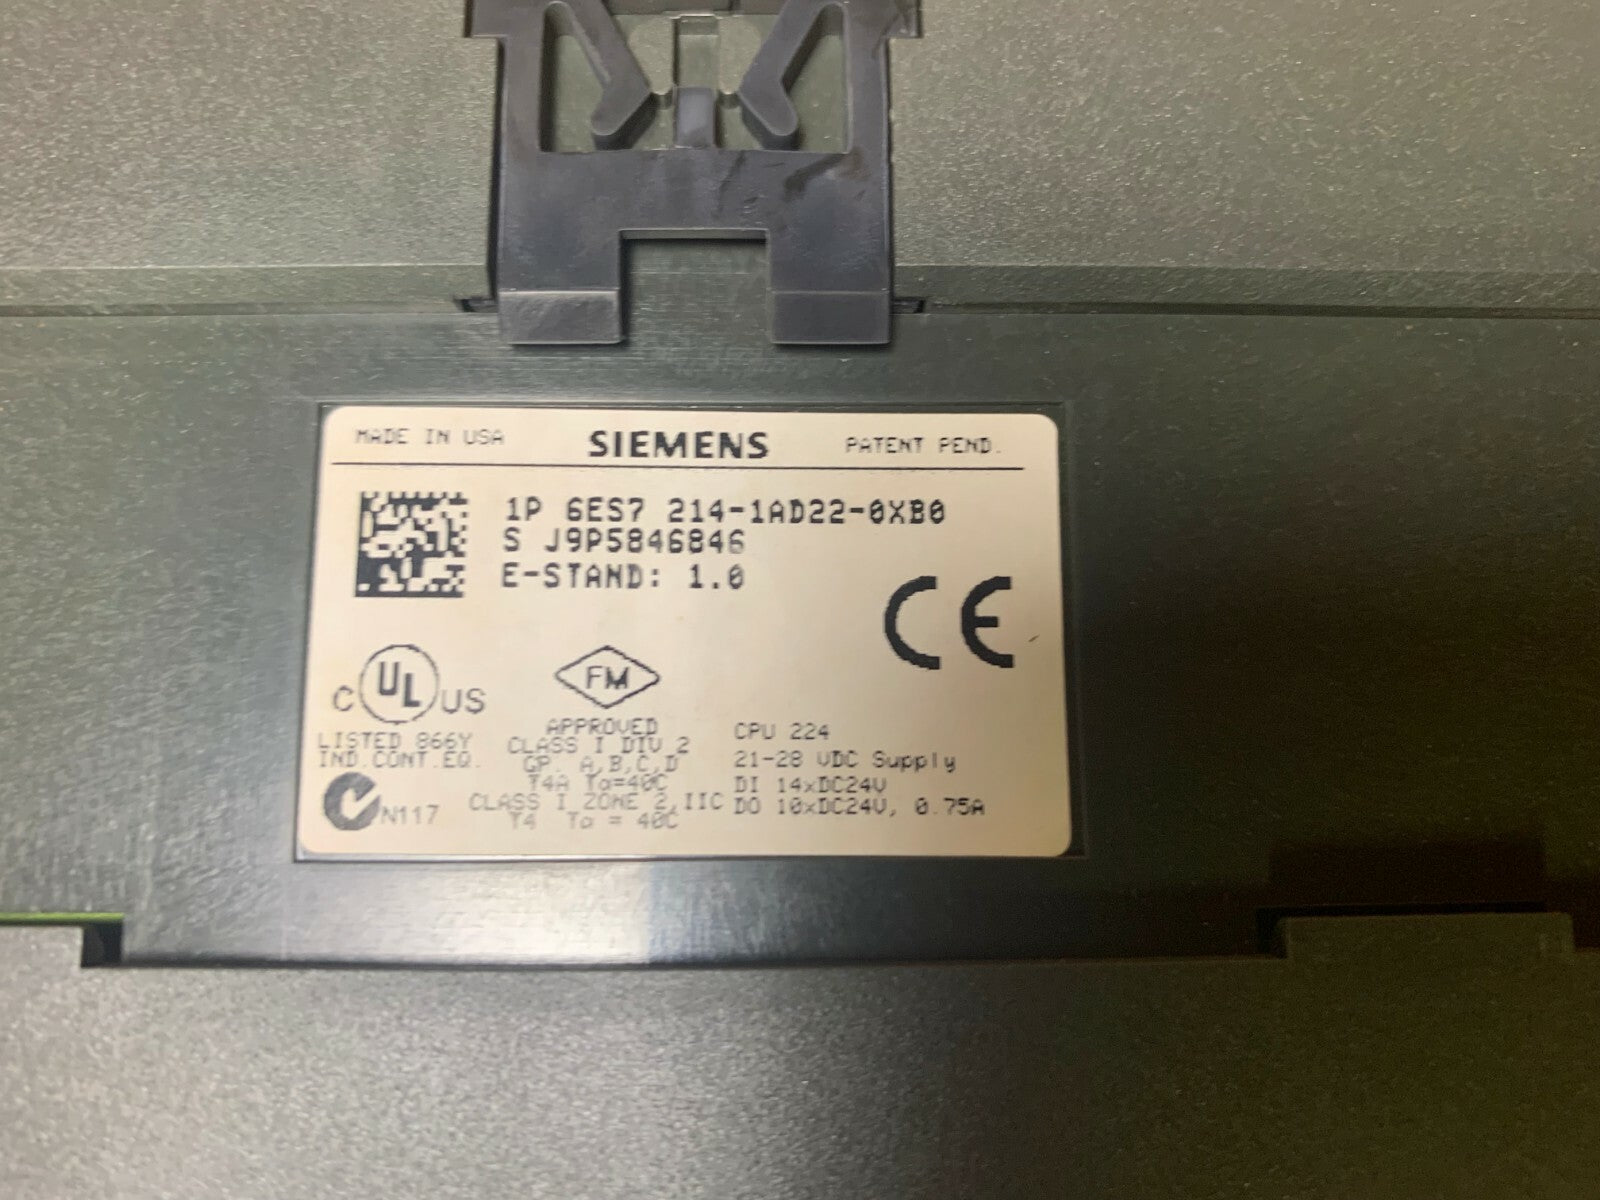 MADE IN USA SIEMENS PATENT PEND.
1P 6ES7 214-1AD22-0XB0
S J9P5846846
E-STAND: 1.0
CE
C UL US
LISTED 866Y
IND.CONT.EQ.
N117
FM
APPROVED
CLASS I DIV 2
GP. A,B,C,D
T4A Ta=40C
CLASS I ZONE 2,IIC
T4 Ta = 40C
CPU 224
21-28 VDC Supply
DI 14xDC24V
DO 10xDC24V, 0.75A